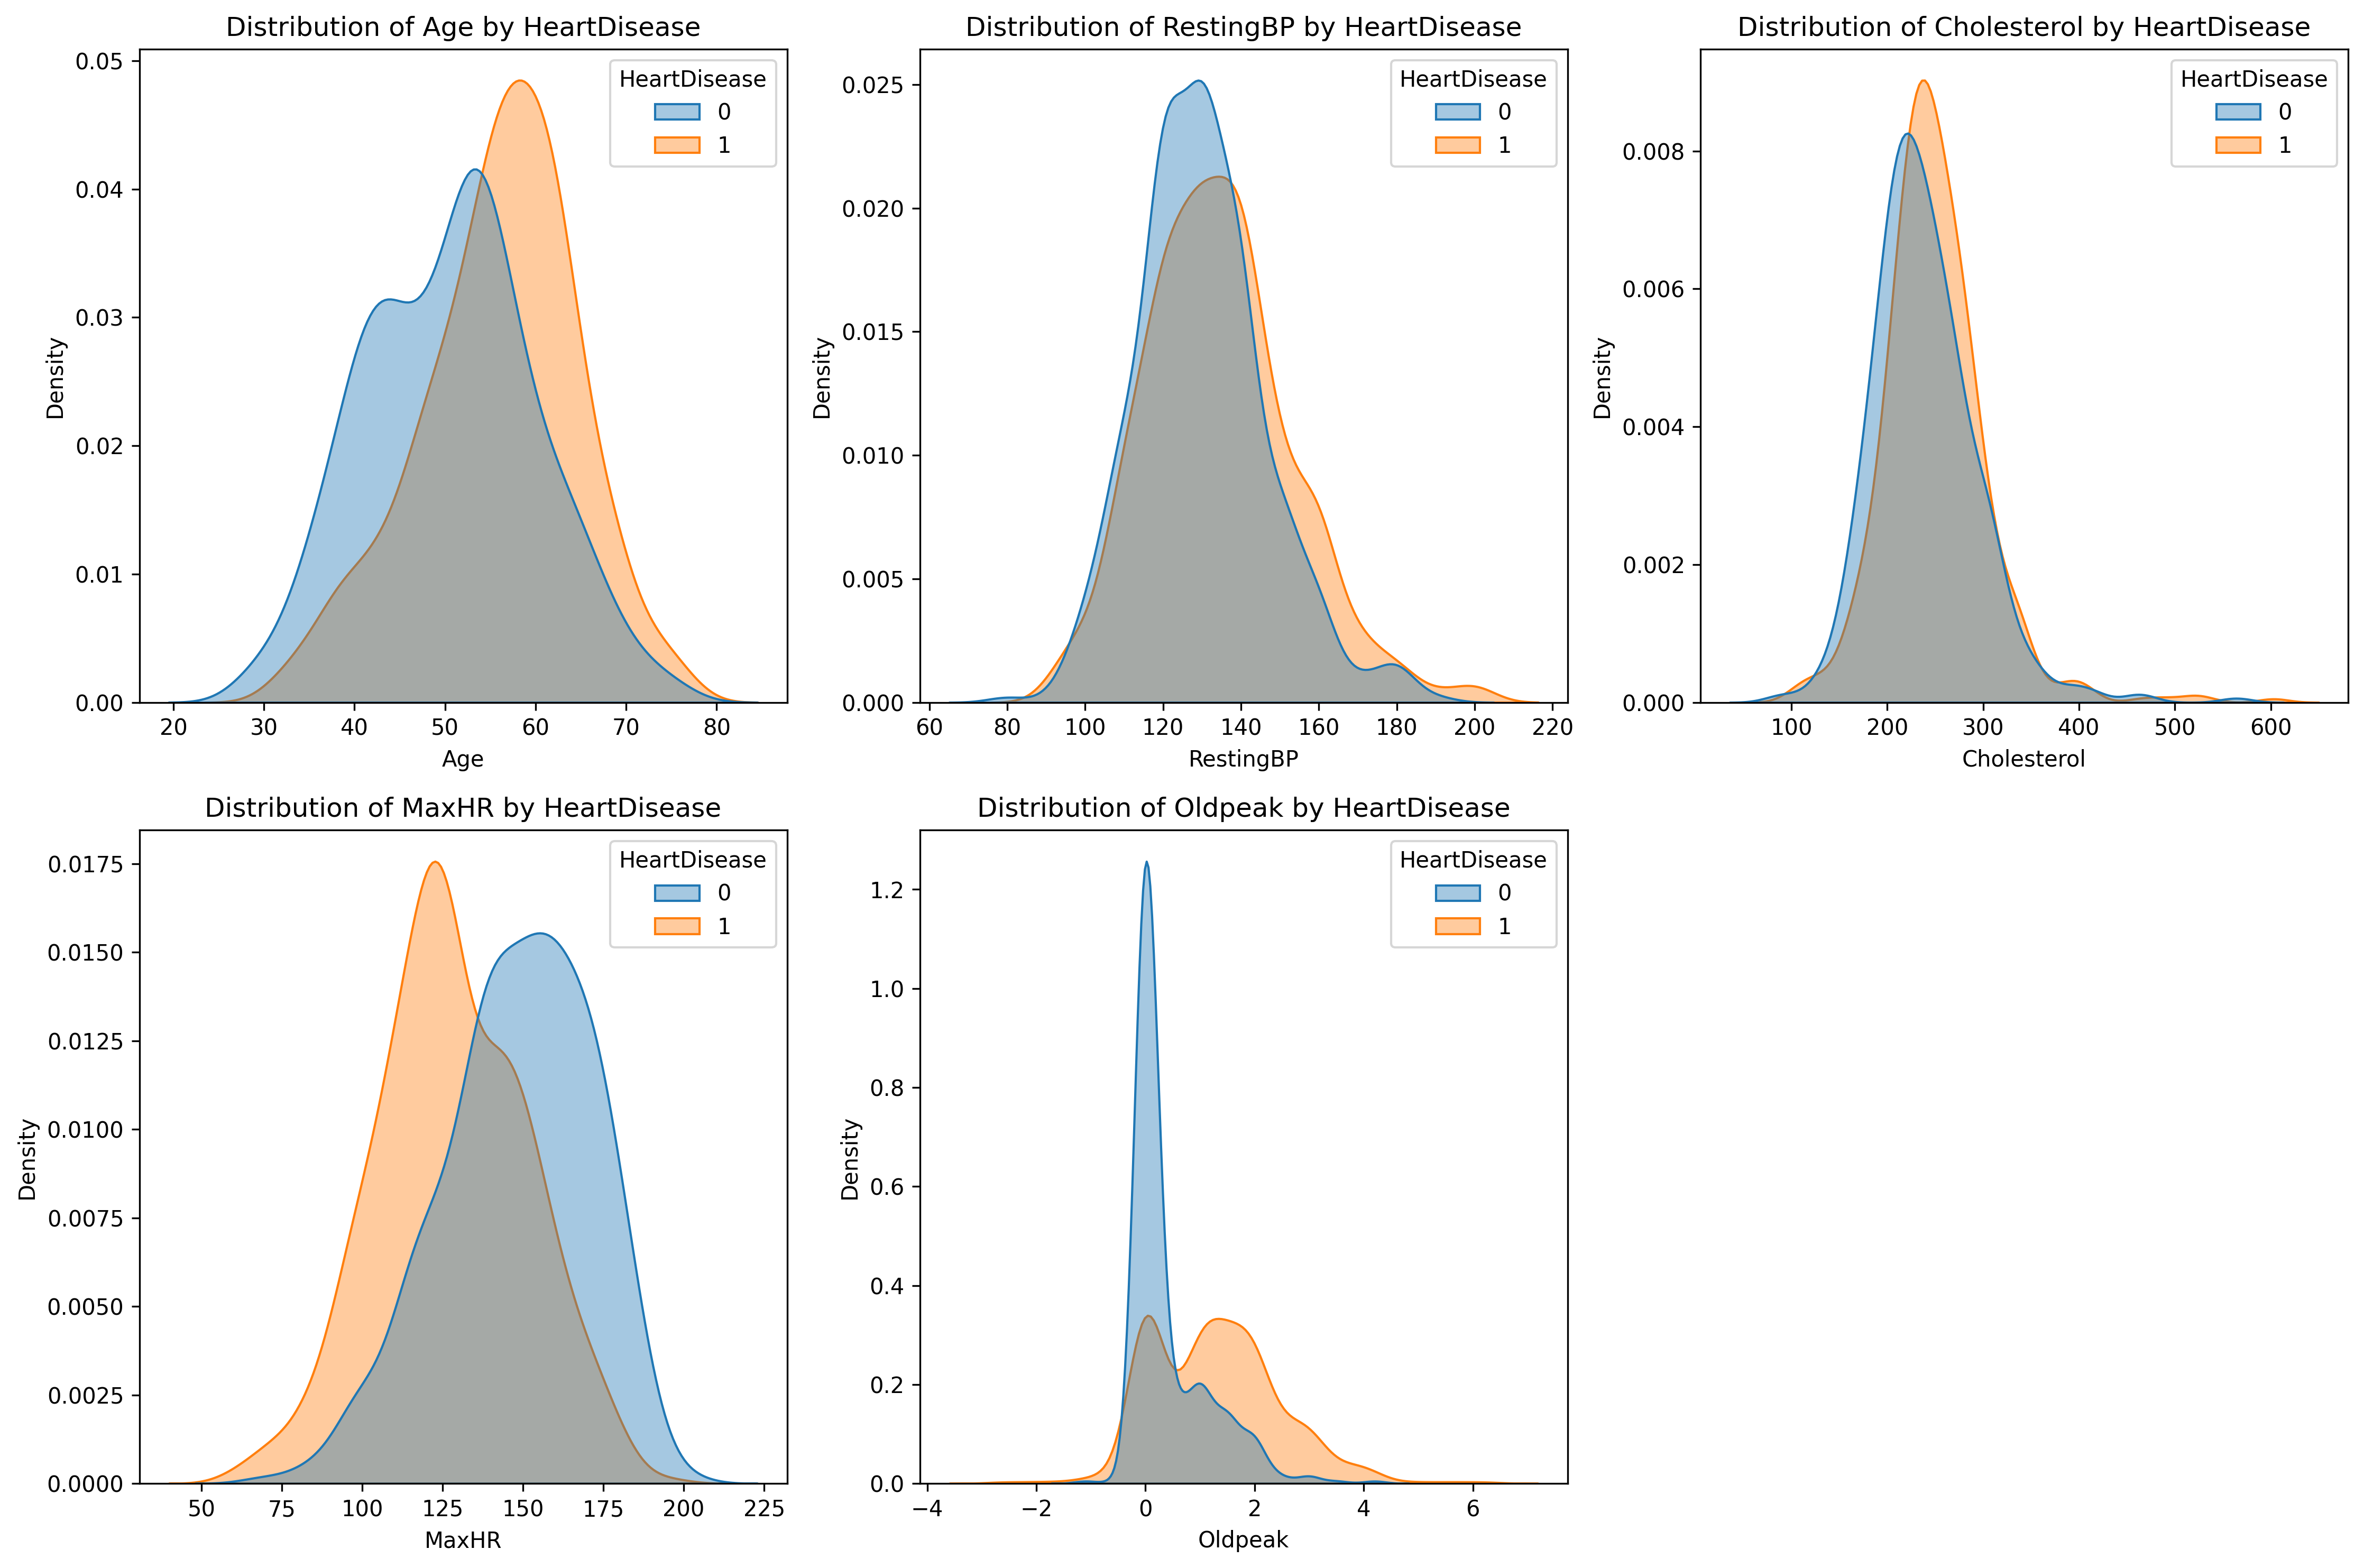 Distribution of Age by HeartDisease
HeartDisease
0
1
0.05
0.04
0.03
0.02
0.01
0.00
Density
20 30 40 50 60 70 80
Age
Distribution of RestingBP by HeartDisease
HeartDisease
0
1
0.025
0.020
0.015
0.010
0.005
0.000
Density
60 80 100 120 140 160 180 200 220
RestingBP
Distribution of Cholesterol by HeartDisease
HeartDisease
0
1
0.008
0.006
0.004
0.002
0.000
Density
100 200 300 400 500 600
Cholesterol
Distribution of MaxHR by HeartDisease
HeartDisease
0
1
0.0175
0.0150
0.0125
0.0100
0.0075
0.0050
0.0025
0.0000
Density
50 75 100 125 150 175 200 225
MaxHR
Distribution of Oldpeak by HeartDisease
HeartDisease
0
1
1.2
1.0
0.8
0.6
0.4
0.2
0.0
Density
−4 −2 0 2 4 6
Oldpeak